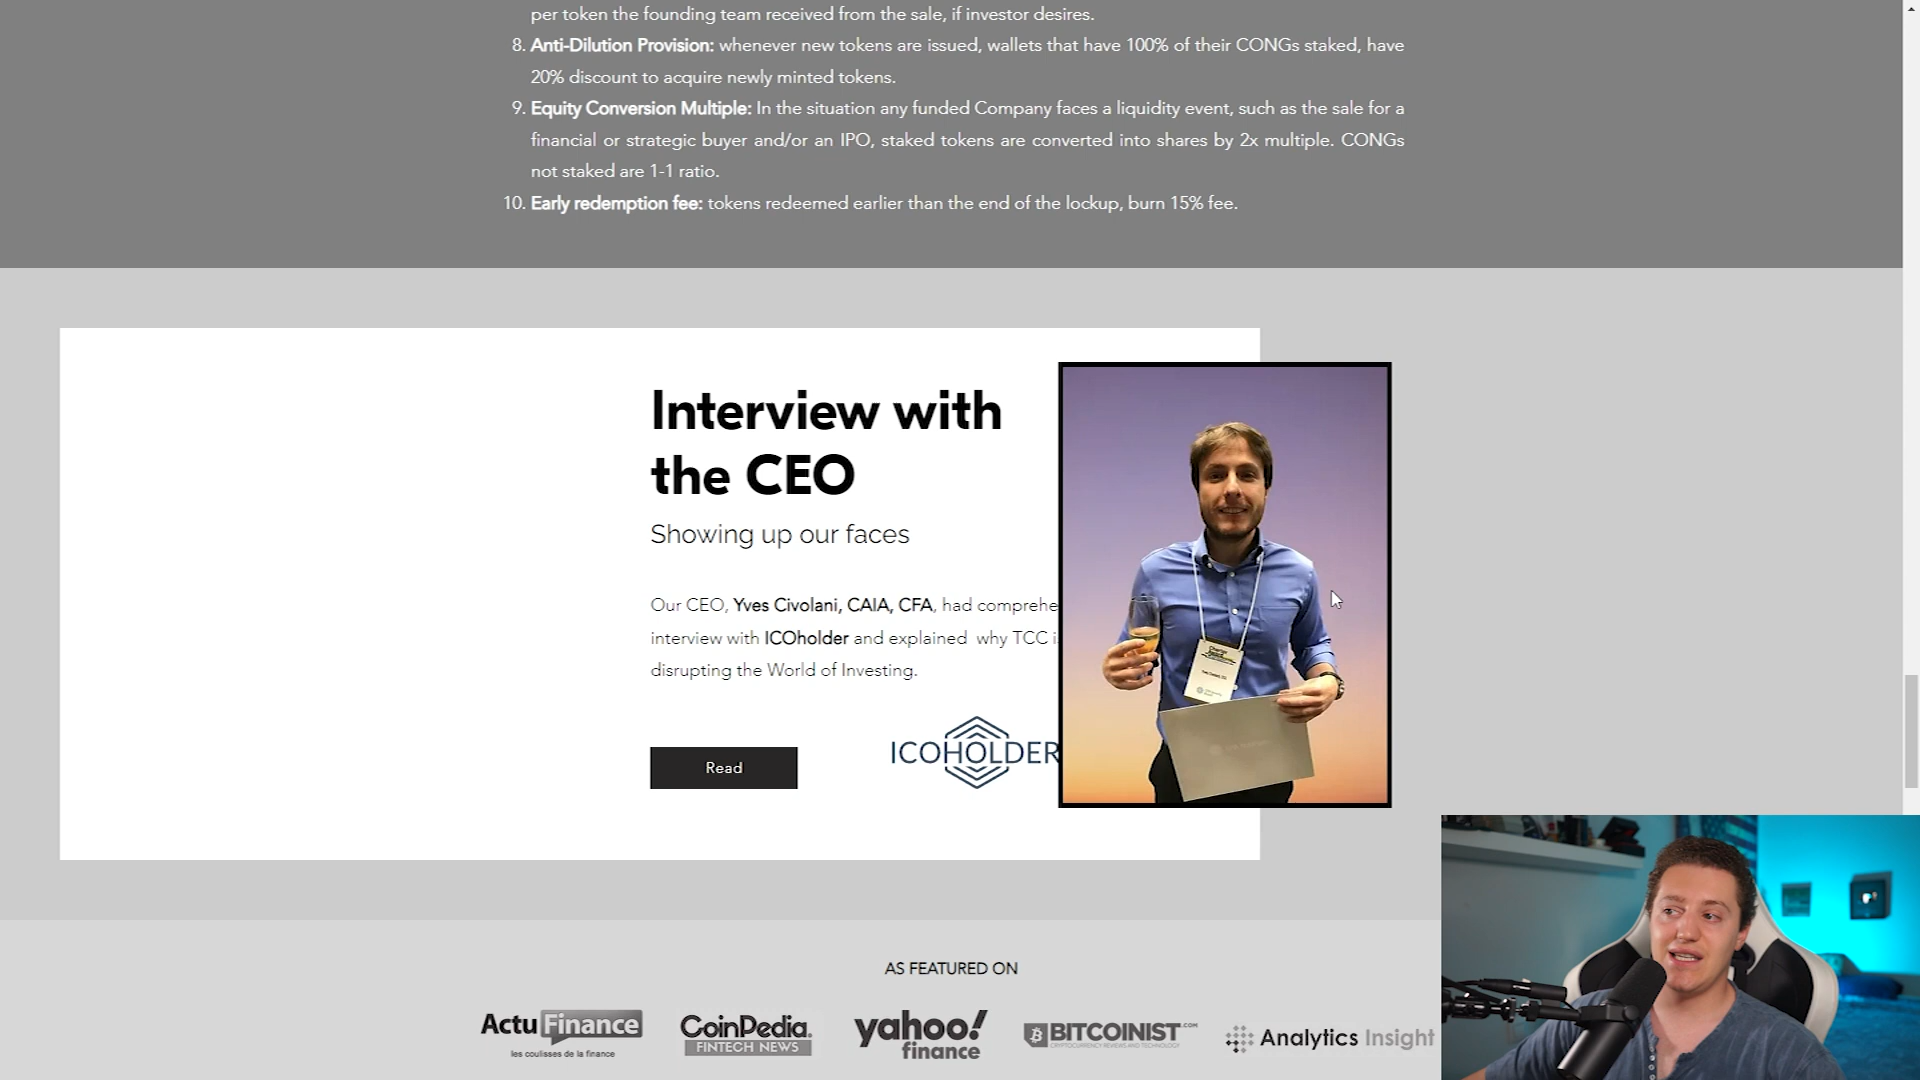 per token the founding team received from the sale, if investor desires.
8. Anti-Dilution Provision: whenever new tokens are issued, wallets that have 100% of their CONGs staked, have
20% discount to acquire newly minted tokens.
9. Equity Conversion Multiple: In the situation any funded Company faces a liquidity event, such as the sale for a
financial or strategic buyer and/or an IPO, staked tokens are converted into shares by 2x multiple. CONGs
not staked are 1-1 ratio.
10. Early redemption fee: tokens redeemed earlier than the end of the lockup, burn 15% fee.
Interview with
the CEO
Showing up our faces
Our CEO, Yves Civolani, CAIA, CFA, had comprehe
interview with ICOholder and explained why TCC i
disrupting the World of Investing.
Read
ICOHOLDER
AS FEATURED ON
Actu Finance
les coulisses de la finance
CoinPedia
FINTECH NEWS
yahoo!
finance
BITCOINIST.COM
CRYPTOCURRENCY REVIEWS AND TECHNOLOGY
Analytics Insight